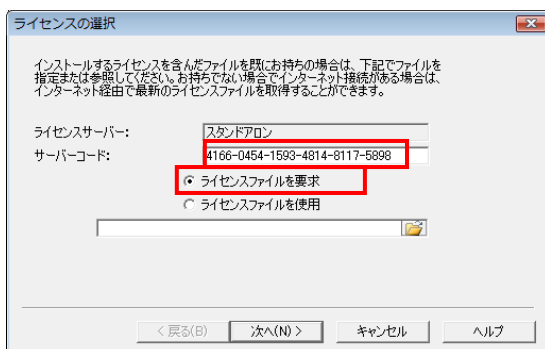 ライセンスの選択
インストールするライセンスを含んだファイルを既にお持ちの場合は、下記でファイルを
指定または参照してください。お持ちでない場合でインターネット接続がある場合は、
インターネット経由で最新のライセンスファイルを取得することができます。
ライセンスサーバー:
スタンドアロン
サーバーコード:
4166-0454-1593-4814-8117-5898
ライセンスファイルを要求
ライセンスファイルを使用
< 戻る(B) 次へ(N) > キャンセル ヘルプ